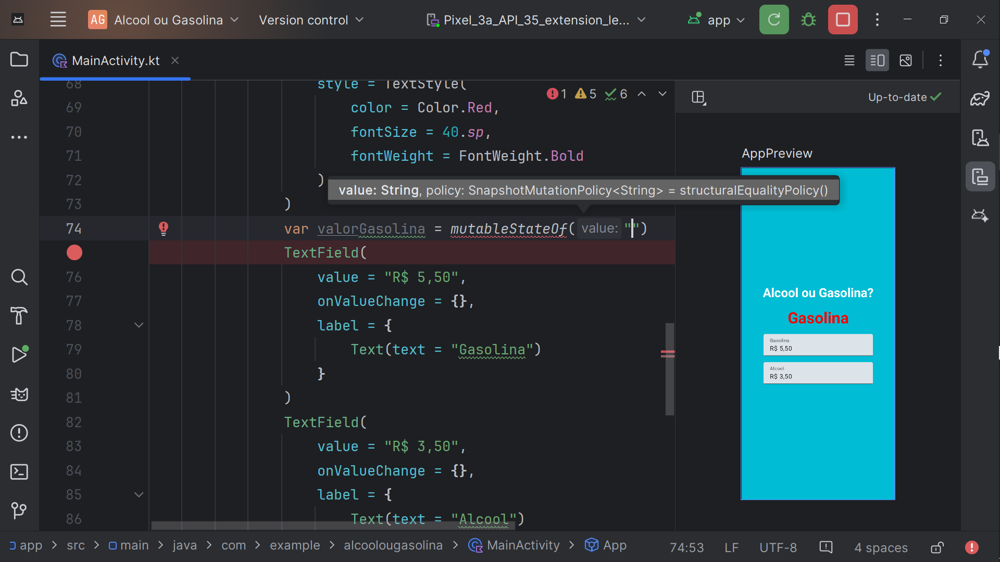 AG Alcool ou Gasolina Version control Pixel_3a_API_35_extension_le... app
MainActivity.kt
68 style = TextStyle(
1 5 6
Up-to-date
69 color = Color.Red,
70 fontSize = 40.sp,
71 fontWeight = FontWeight.Bold
72 )
value: String, policy: SnapshotMutationPolicy<String> = structuralEqualityPolicy()
73 )
74 var valorGasolina = mutableStateOf( value: "")
TextField(
76 value = "R$ 5,50",
77 onValueChange = {},
78 label = {
79 Text(text = "Gasolina")
80 }
81 )
82 TextField(
83 value = "R$ 3,50",
84 onValueChange = {},
85 label = {
86 Text(text = "Alcool")
AppPreview
Alcool ou Gasolina?
Gasolina
Gasolina
R$ 5,50
Alcool
R$ 3,50
app > src > main > java > com > example > alcoolougasolina > MainActivity > App
74:53 LF UTF-8 4 spaces